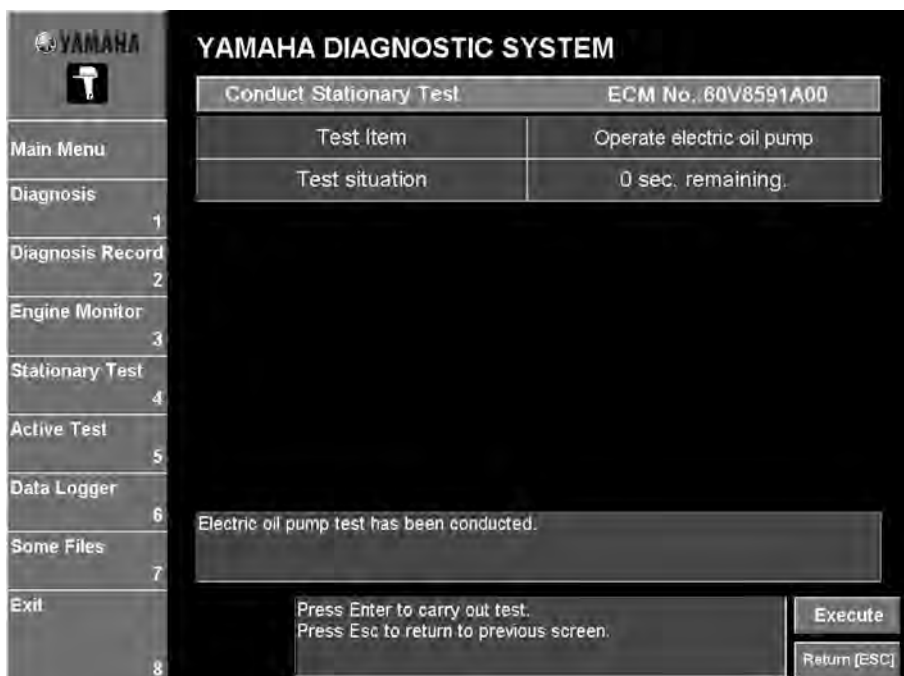 YAMAHA
YAMAHA DIAGNOSTIC SYSTEM
Conduct Stationary Test ECM No. 60V8591A00
Test Item Operate electric oil pump
Test situation 0 sec. remaining.
Main Menu
Diagnosis
1
Diagnosis Record
2
Engine Monitor
3
Stationary Test
4
Active Test
5
Data Logger
6
Some Files
7
Exit
8
Electric oil pump test has been conducted.
Press Enter to carry out test.
Press Esc to return to previous screen.
Execute
Return [ESC]